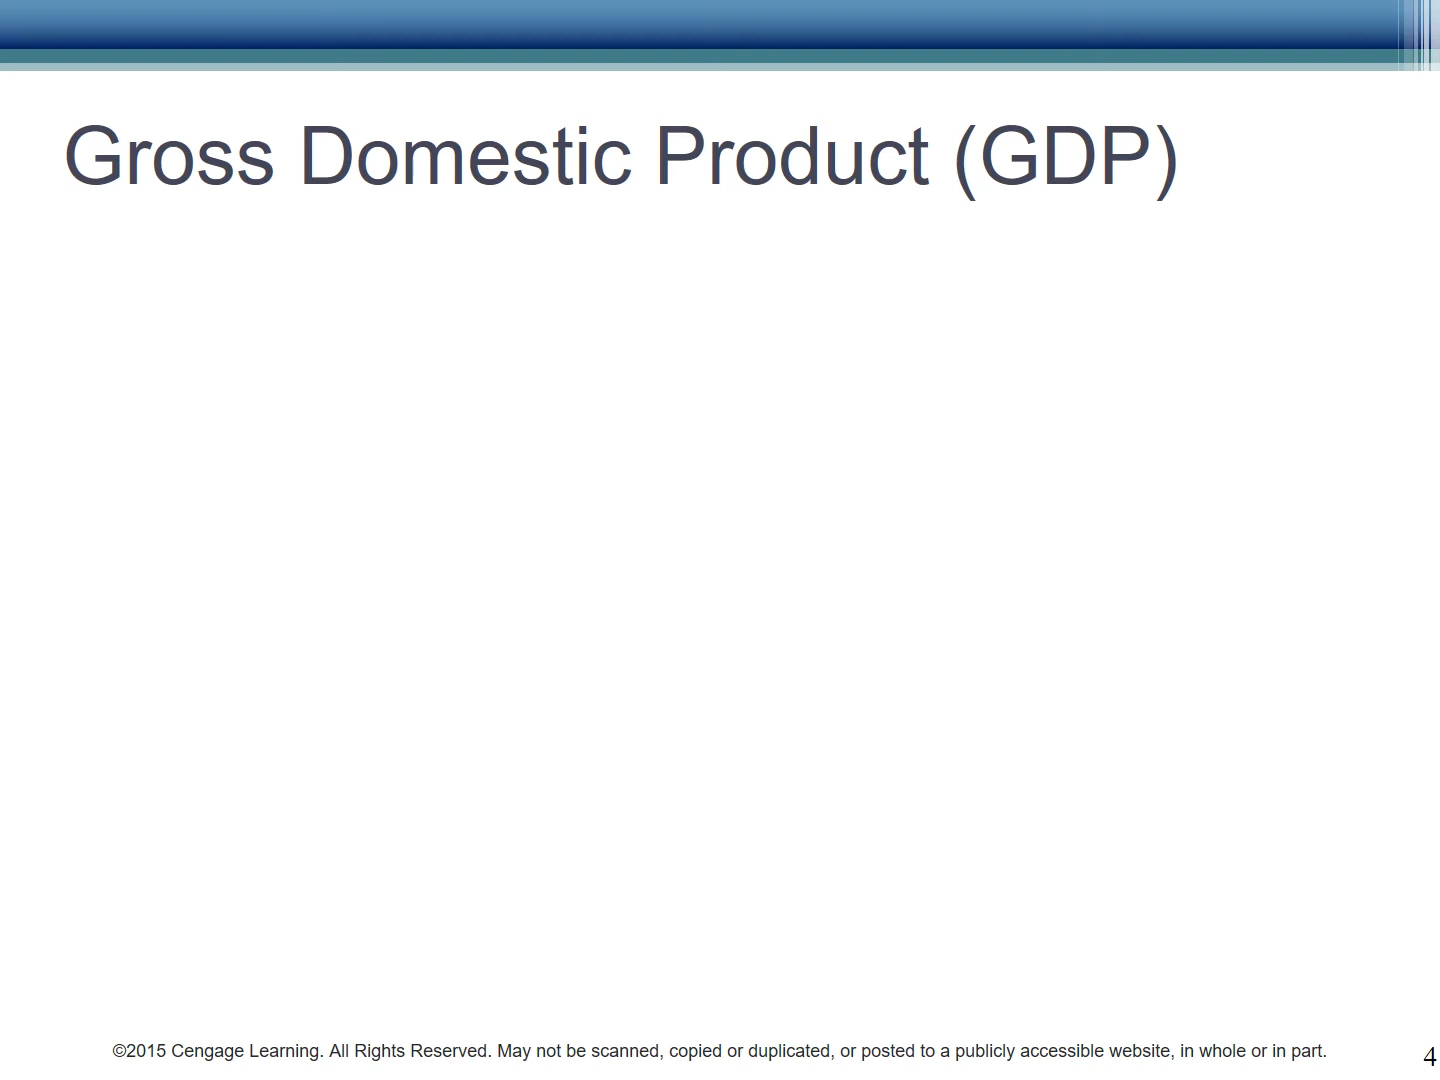 Gross Domestic Product (GDP)
©2015 Cengage Learning. All Rights Reserved. May not be scanned, copied or duplicated, or posted to a publicly accessible website, in whole or in part.
4